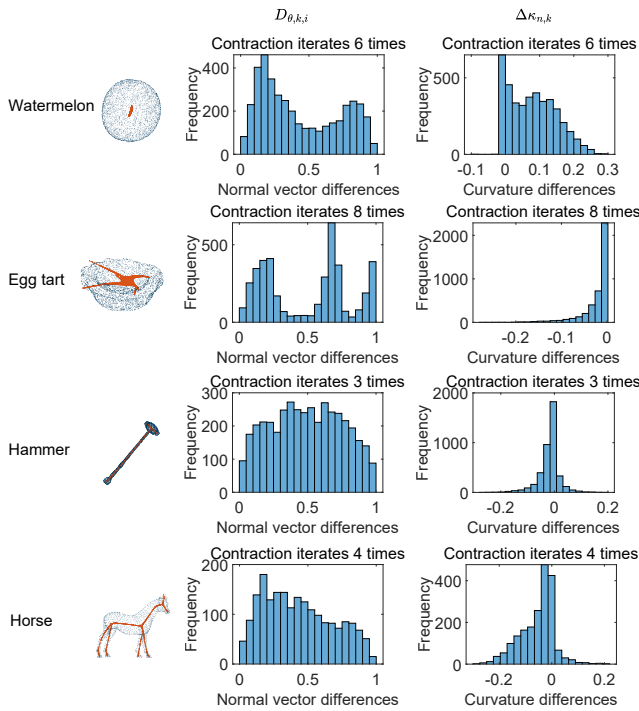 $D_{\theta,k,i}$
$\Delta\kappa_{n,k}$
Watermelon
Contraction iterates 6 times
Frequency
400
200
0
0 0.5 1
Normal vector differences
Contraction iterates 6 times
Frequency
500
0
-0.1 0 0.1 0.2 0.3
Curvature differences
Egg tart
Contraction iterates 8 times
Frequency
500
0
0 0.5 1
Normal vector differences
Contraction iterates 8 times
Frequency
2000
1000
0
-0.2 -0.1 0
Curvature differences
Hammer
Contraction iterates 3 times
Frequency
300
200
100
0
0 0.5 1
Normal vector differences
Contraction iterates 3 times
Frequency
2000
1000
0
-0.2 0 0.2
Curvature differences
Horse
Contraction iterates 4 times
Frequency
200
100
0
0 0.5 1
Normal vector differences
Contraction iterates 4 times
Frequency
400
200
0
-0.2 0 0.2
Curvature differences